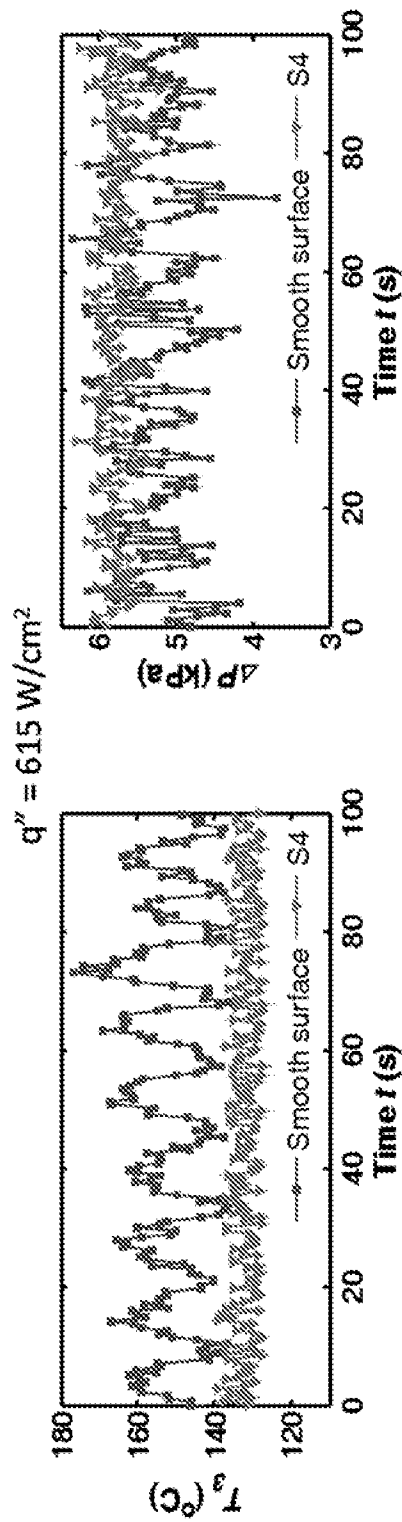 q″ = 615 W/cm²
180
160
140
120
T₃ (°C)
0 20 40 60 80 100
Time t (s)
Smooth surface S4
6
5
4
3
ΔP (kPa)
0 20 40 60 80 100
Time t (s)
Smooth surface S4